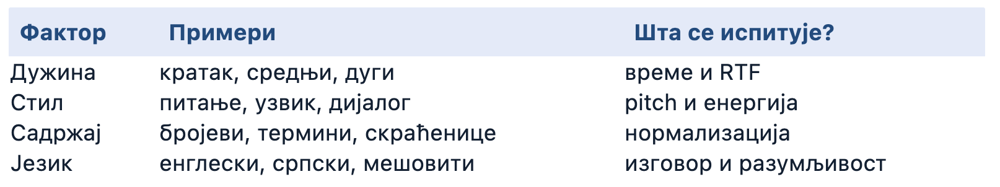 Фактор Примери Шта се испитује?
Дужина кратак, средњи, дуги време и RTF
Стил питање, узвик, дијалог pitch и енергија
Садржај бројеви, термини, скраћенице нормализација
Језик енглески, српски, мешовити изговор и разумљивост